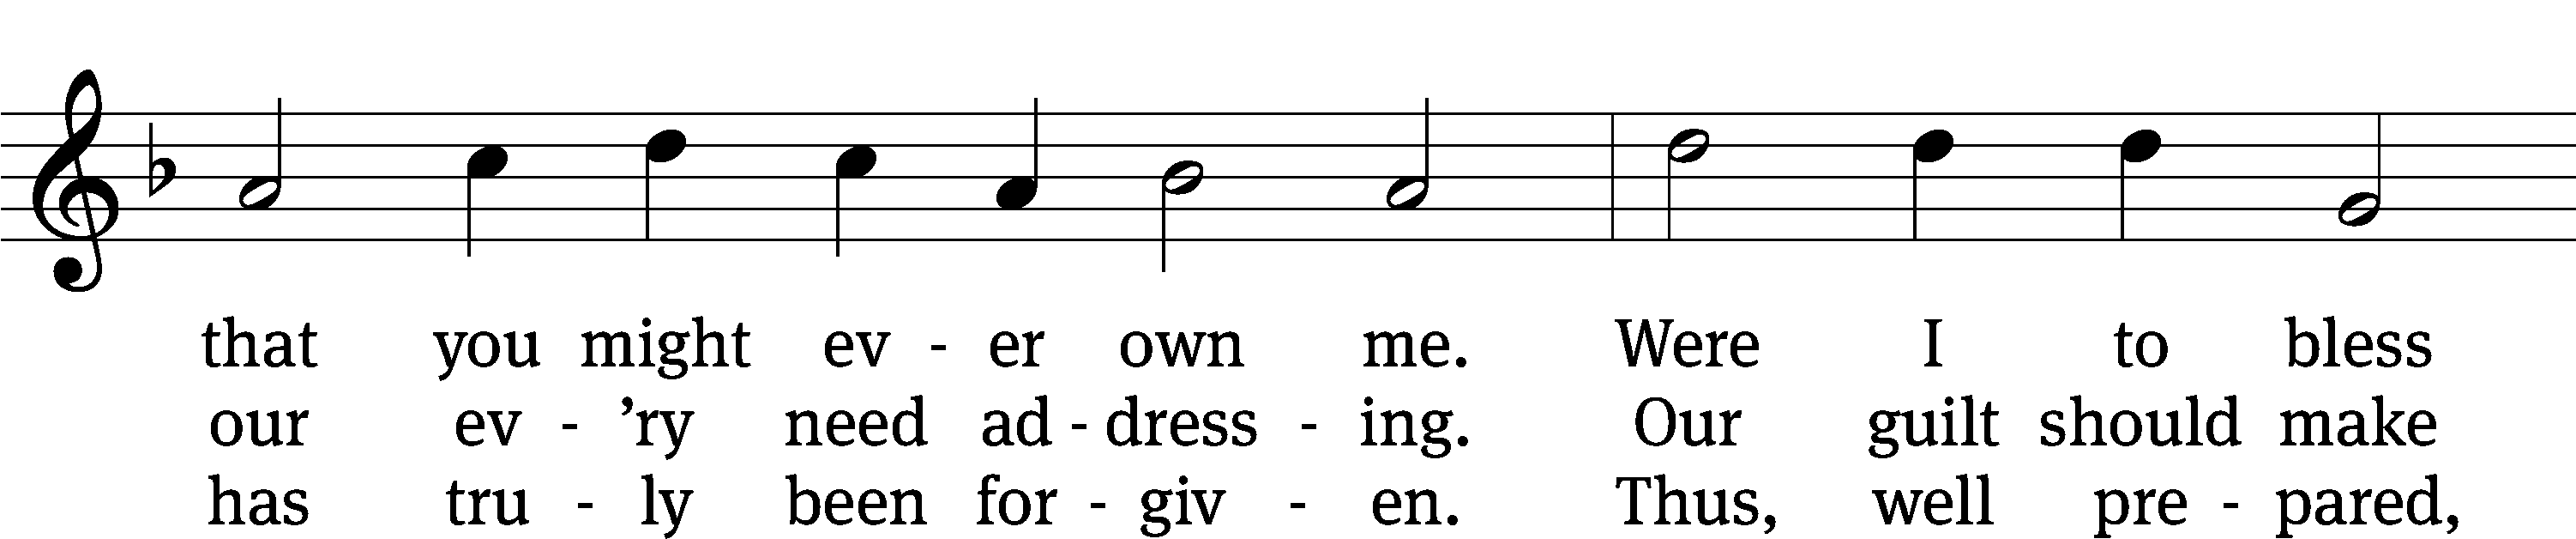 that you might ev - er own me. Were I to bless
our ev - ’ry need ad - dress - ing. Our guilt should make
has tru - ly been for - giv - en. Thus, well pre - pared,